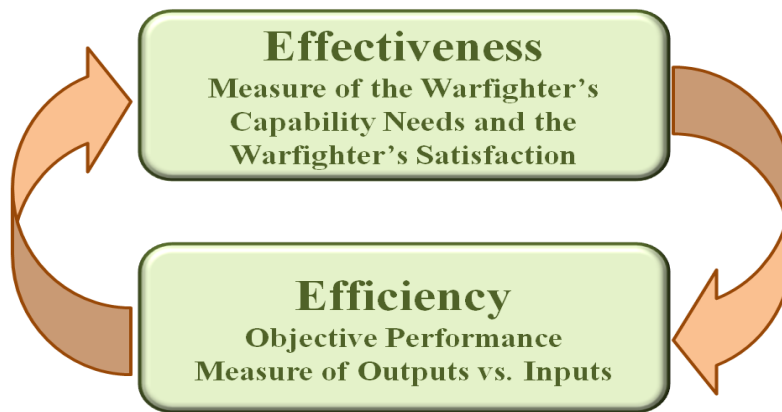 Effectiveness
Measure of the Warfighter's
Capability Needs and the
Warfighter's Satisfaction
Efficiency
Objective Performance
Measure of Outputs vs. Inputs